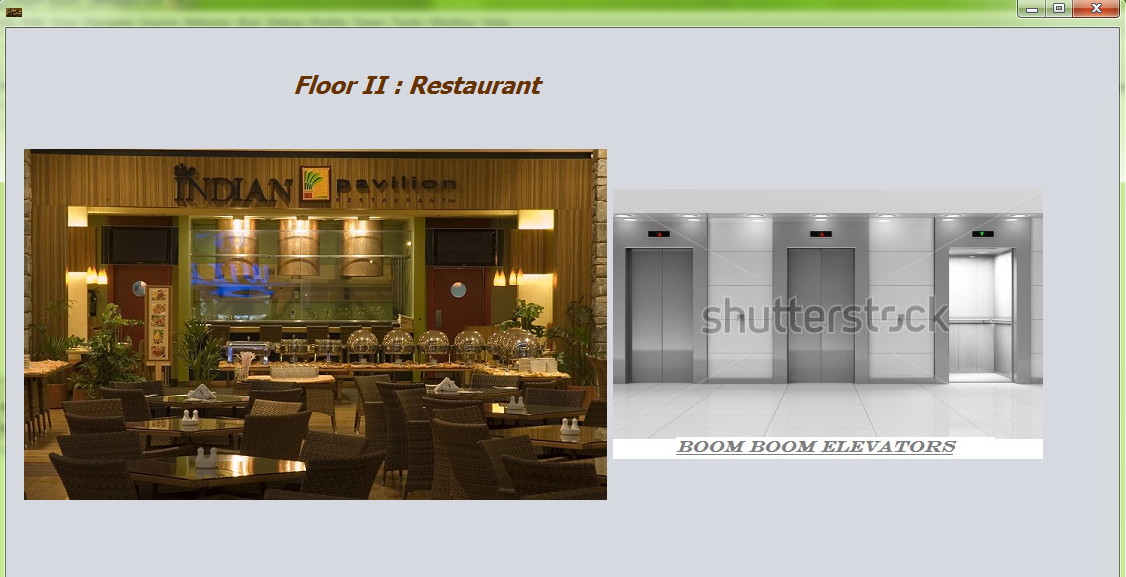 Floor II : Restaurant
the
INDIAN pavilion
RESTAURANT
shutterstock
BOOM BOOM ELEVATORS